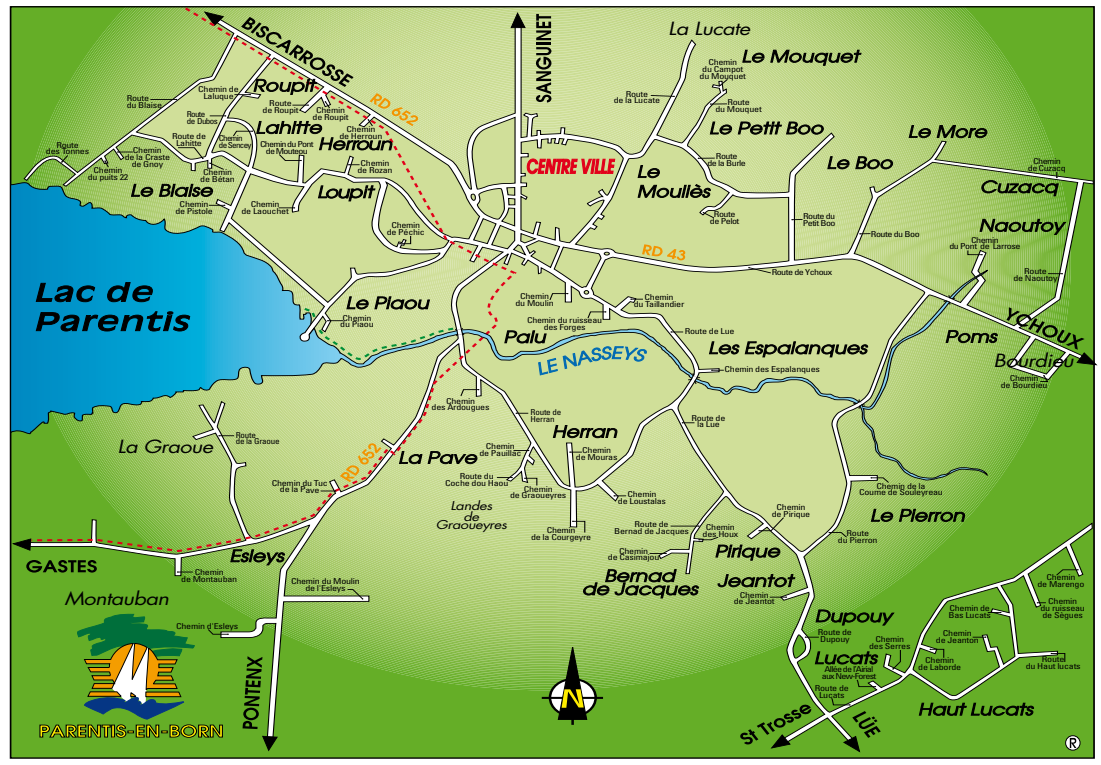 BISCARROSSE
SANGUINET
La Lucate
Le Mouquet
Chemin
du Campot
du Mouquet
Roupit
Chemin de
Laluque
Route
du Blaise
Route
de Roupit
Chemin
de Roupit
RD 652
Route
de la Lucate
Route
du Mouquet
Route
de Dubos
Lahitte
Chemin
de Herroun
Le Petit Boo
Le More
Route
des Tonnes
Route de
Lahitte
Chemin
de Sencey
Chemin du Pont
de Mouteou
Herroun
Chemin
de la Craste
de Gnoy
Chemin
du puits 22
Chemin
de Bétan
Chemin
de Rozan
CENTRE VILLE
Le
Moullès
Route
de la Burle
Le Boo
Chemin
de Cuzacq
Cuzacq
Le Blaise
Loupit
Chemin
de Pistole
Chemin
de Laouchet
Chemin
de Péchic
Route
de Pelot
Route du
Petit Boo
Route du Boo
Naoutoy
Chemin
du Pont de Larrose
RD 43
Route de Ychoux
Route
de Naoutoy
Lac de
Parentis
Le Piaou
Chemin
du Piaou
Chemin
du Moulin
Chemin
du Taillandier
Chemin du ruisseau
des Forges
Palu
LE NASSEYS
Route de Lue
Les Espalanques
Chemin des Espalanques
YCHOUX
Poms
Bourdieu
Chemin
de Bourdieu
Chemin
des Ardougues
Route de
Herran
Route de
la Lue
La Graoue
Route
de la Graoue
Herran
Chemin
de Mouras
RD 652
La Pave
Chemin
de Pauillac
Route du
Coche dou Haou
Chemin
de Graoueyres
Chemin du Tuc
de la Pave
Landes
de
Graoueyres
Chemin
de Loustalas
Chemin
de la Courgeyre
Chemin de la
Courne de Souleyreau
Le Pierron
Chemin
de Pirique
Route de
Bernad de Jacques
Chemin
des Houx
Route
du Pierron
Pirique
Chemin
de Casimajou
Esleys
GASTES
Chemin
de Montauban
Bernad
de Jacques
Jeantot
Chemin
de Jeantot
Chemin du Moulin
de l'Esleys
Montauban
Chemin d'Esleys
Dupouy
Route de
Dupouy
Chemin
de Marengo
Chemin de
Bas Lucats
Chemin
du ruisseau
de Sègues
Chemin
des Serres
Chemin
de Jeanton
Lucats
Allée de l'Airial
aux New-Forest
Chemin
de Laborde
Route
du Haut lucats
Route de
Lucats
Haut Lucats
PONTENX
N
St Trosse
LÜE
PARENTIS-EN-BORN
®